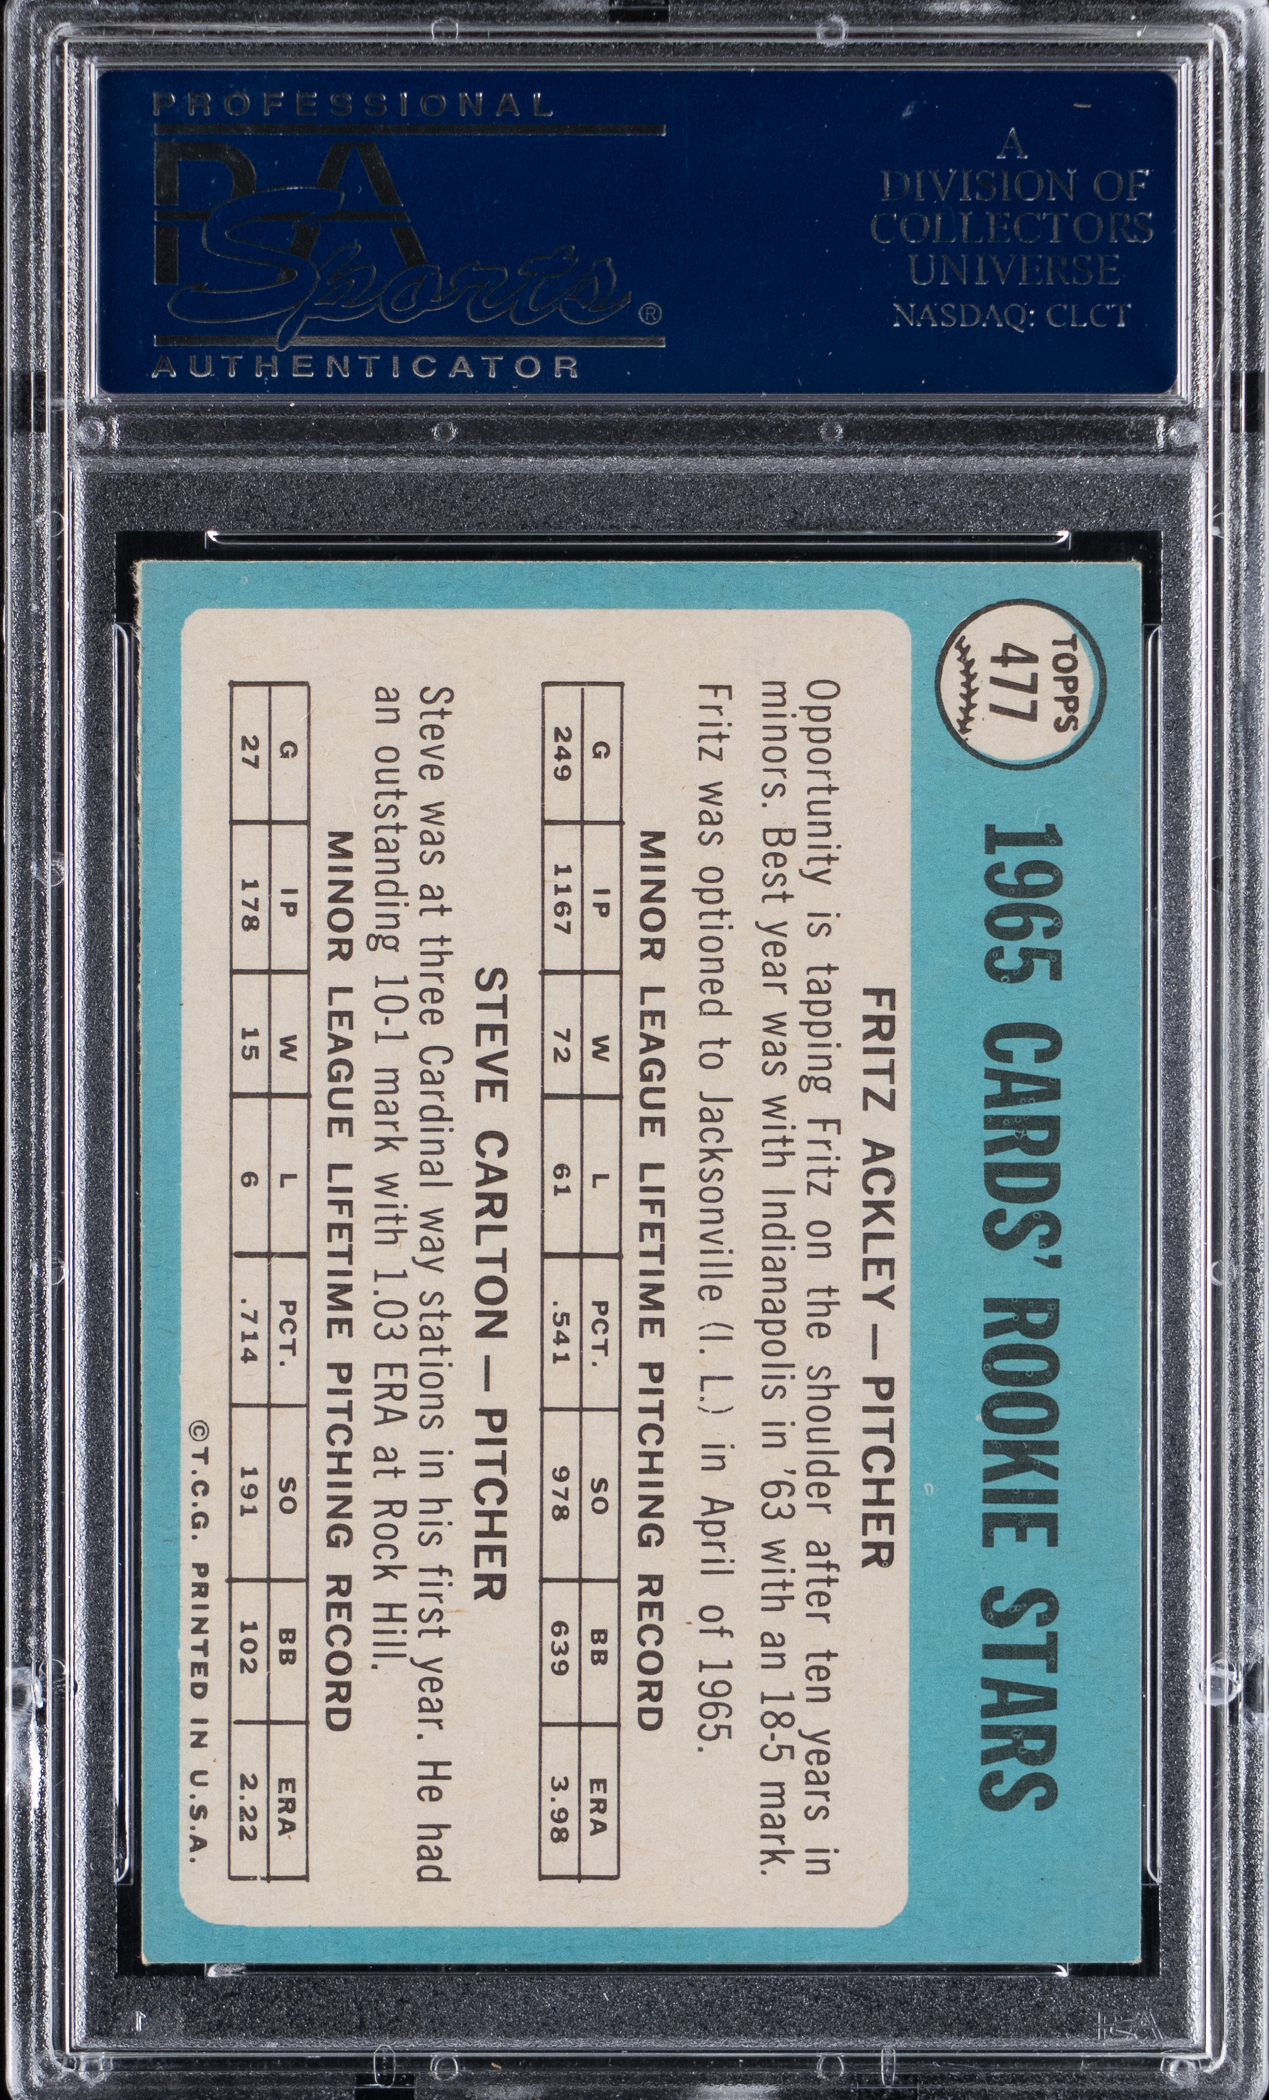 PROFESSIONAL
PSA
Sports®
AUTHENTICATOR
A
DIVISION OF
COLLECTORS
UNIVERSE
NASDAQ: CLCT
TOPPS
477
1965 CARDS' ROOKIE STARS
FRITZ ACKLEY — PITCHER
Opportunity is tapping Fritz on the shoulder after ten years in
minors. Best year was with Indianapolis in '63 with an 18-5 mark.
Fritz was optioned to Jacksonville (I. L.) in April of 1965.
MINOR LEAGUE LIFETIME PITCHING RECORD
G IP W L PCT. SO BB ERA
249 1167 72 61 .541 978 639 3.98
STEVE CARLTON — PITCHER
Steve was at three Cardinal way stations in his first year. He had
an outstanding 10-1 mark with 1.03 ERA at Rock Hill.
MINOR LEAGUE LIFETIME PITCHING RECORD
G IP W L PCT. SO BB ERA
27 178 15 6 .714 191 102 2.22
©T.C.G. PRINTED IN U.S.A.
PSA